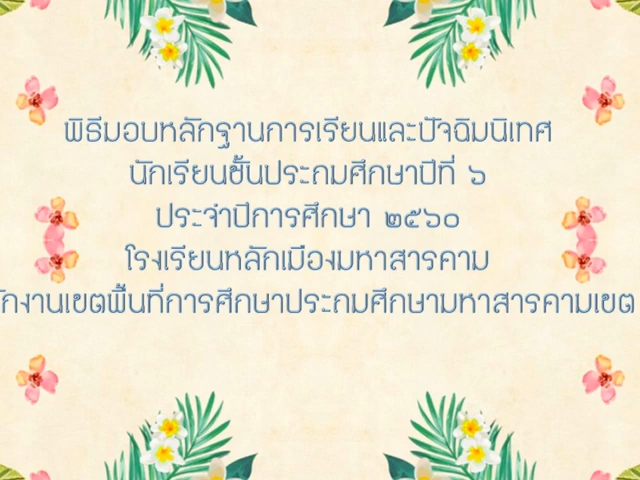 พิธีมอบหลักฐานการเรียนและปัจฉิมนิเทศ
นักเรียนชั้นประถมศึกษาปีที่ ๖
ประจำปีการศึกษา ๒๕๖๐
โรงเรียนหลักเมืองมหาสารคาม
กงานเขตพื้นที่การศึกษาประถมศึกษามหาสารคามเขต